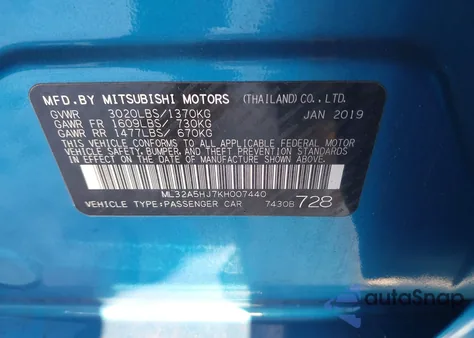 MFD. BY MITSUBISHI MOTORS (THAILAND) CO., LTD.
GVWR 3020LBS/1370KG JAN 2019
GAWR FR 1609LBS/ 730KG
GAWR RR 1477LBS/ 670KG
THIS VEHICLE CONFORMS TO ALL APPLICABLE FEDERAL MOTOR
VEHICLE SAFETY, BUMPER, AND THEFT PREVENTION STANDARDS IN
EFFECT ON THE DATE OF MANUFACTURE SHOWN ABOVE.
ML32A5HJ7KH007440
VEHICLE TYPE:PASSENGER CAR 7430B 728
autoSnap